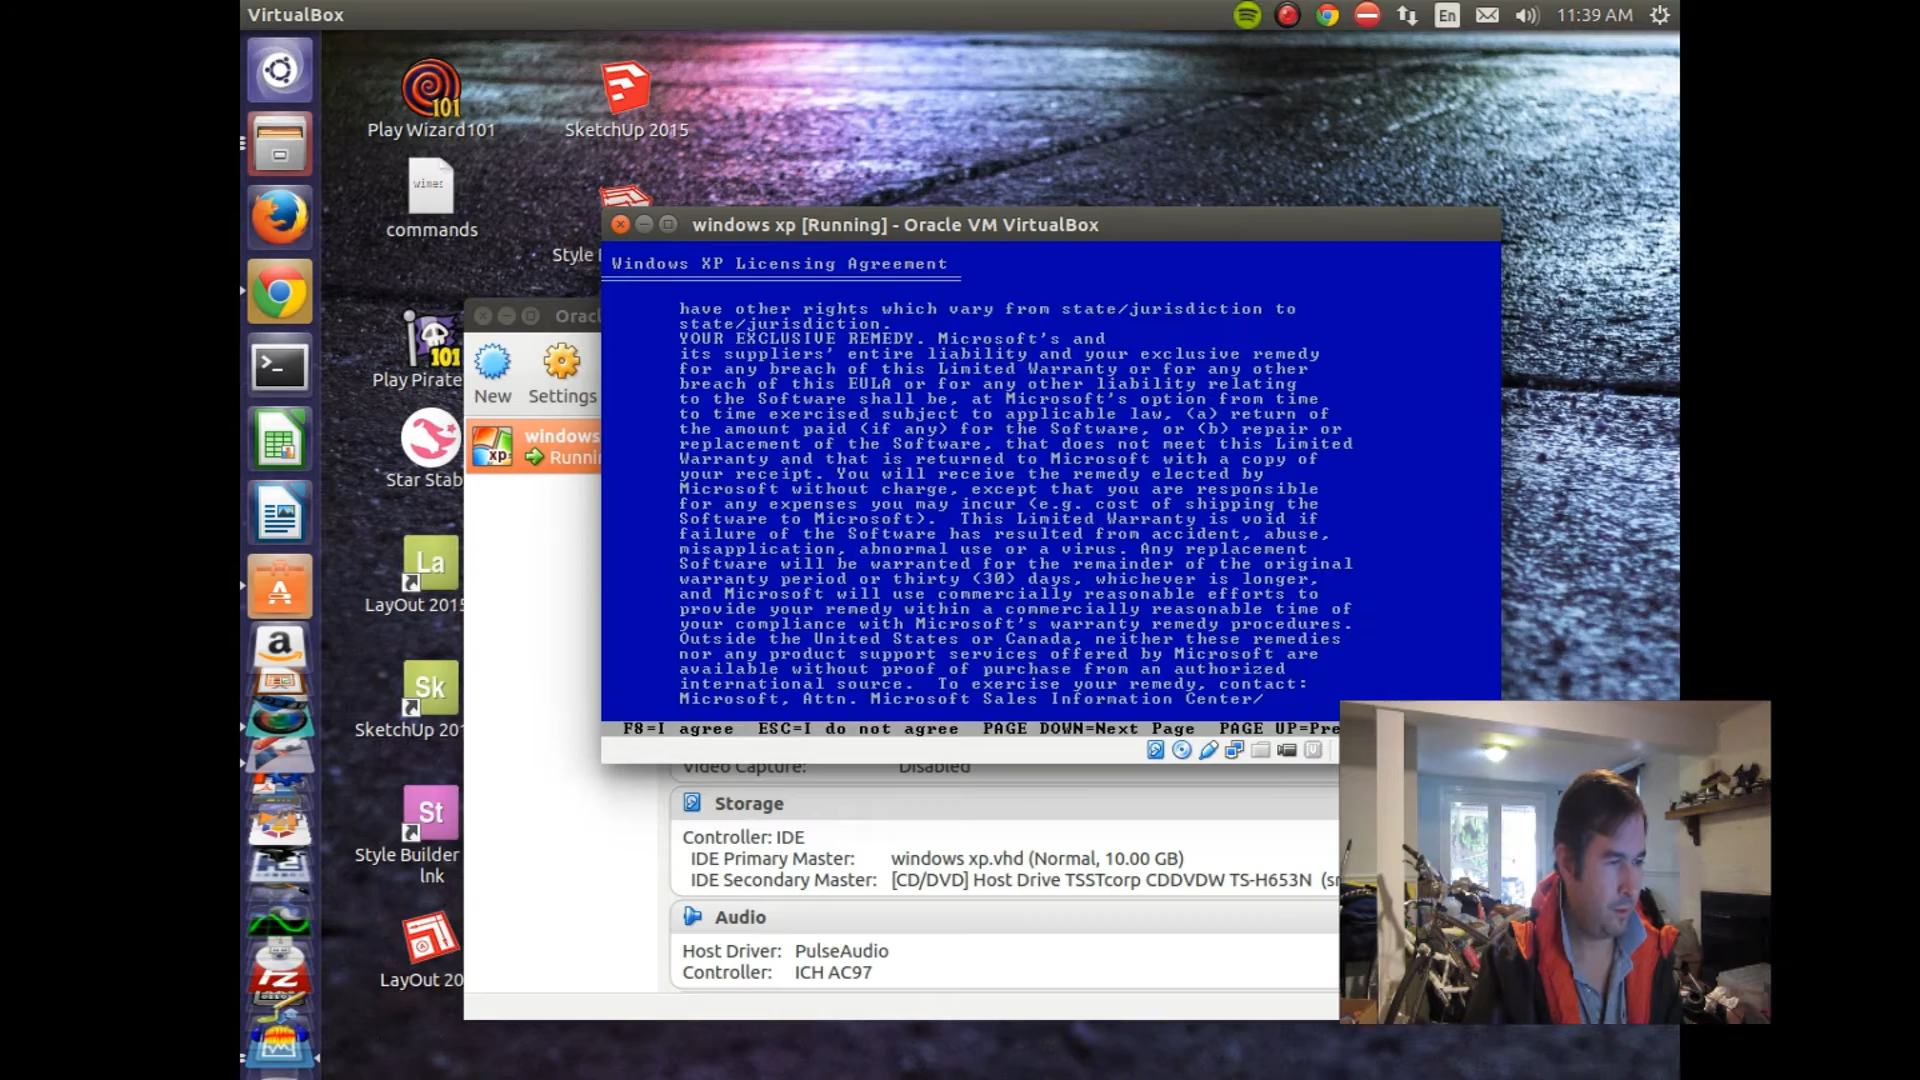 VirtualBox
En
11:39 AM
101
Play Wizard101
SketchUp 2015
commands
Style
windows xp [Running] - Oracle VM VirtualBox
Windows XP Licensing Agreement
have other rights which vary from state/jurisdiction to
state/jurisdiction.
YOUR EXCLUSIVE REMEDY. Microsoft's and
its suppliers' entire liability and your exclusive remedy
for any breach of this Limited Warranty or for any other
breach of this EULA or for any other liability relating
to the Software shall be, at Microsoft's option from time
to time exercised subject to applicable law, (a) return of
the amount paid (if any) for the Software, or (b) repair or
replacement of the Software, that does not meet this Limited
Warranty and that is returned to Microsoft with a copy of
your receipt. You will receive the remedy elected by
Microsoft without charge, except that you are responsible
for any expenses you may incur (e.g. cost of shipping the
Software to Microsoft). This Limited Warranty is void if
failure of the Software has resulted from accident, abuse,
misapplication, abnormal use or a virus. Any replacement
Software will be warranted for the remainder of the original
warranty period or thirty (30) days, whichever is longer,
and Microsoft will use commercially reasonable efforts to
provide your remedy within a commercially reasonable time of
your compliance with Microsoft's warranty remedy procedures.
Outside the United States or Canada, neither these remedies
nor any product support services offered by Microsoft are
available without proof of purchase from an authorized
international source. To exercise your remedy, contact:
Microsoft, Attn. Microsoft Sales Information Center/
F8=I agree ESC=I do not agree PAGE DOWN=Next Page PAGE UP=Pre
Oracl
New
Settings
xp
windows
Runnin
101
Play Pirate
Star Stab
La
LayOut 2015
Sk
SketchUp 201
St
Style Builder
lnk
LayOut 20
Video Capture: Disabled
Storage
Controller: IDE
IDE Primary Master: windows xp.vhd (Normal, 10.00 GB)
IDE Secondary Master: [CD/DVD] Host Drive TSSTcorp CDDVDW TS-H653N (sr
Audio
Host Driver: PulseAudio
Controller: ICH AC97